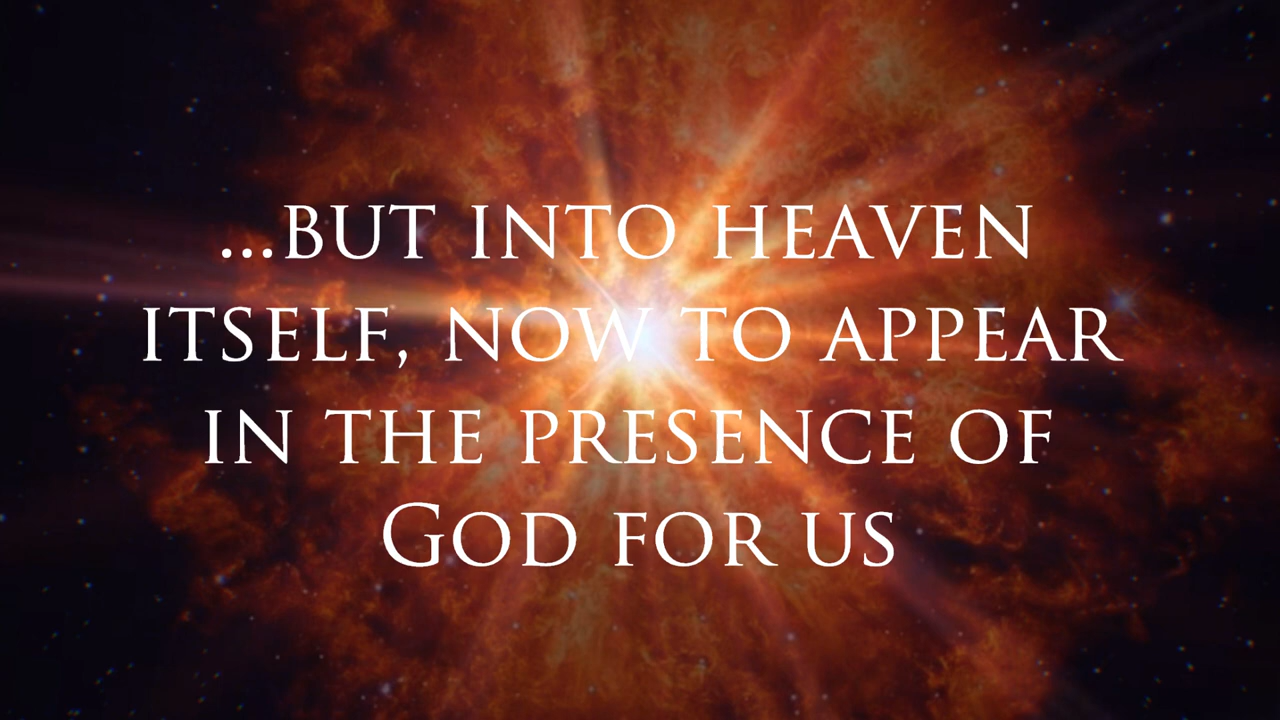 ...but into heaven
itself, now to appear
in the presence of
God for us